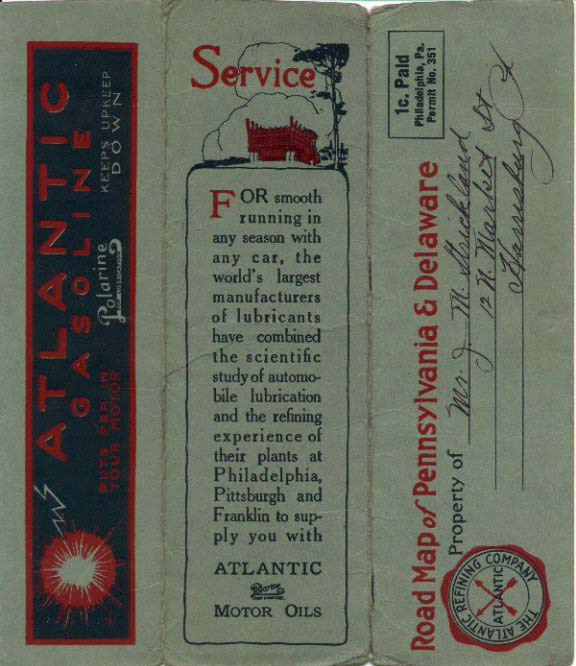 ATLANTIC
GASOLINE
PUTS PEP IN
YOUR MOTOR
Polarine
KEEPS UPKEEP
DOWN
Service
FOR smooth
running in
any season with
any car, the
world's largest
manufacturers
of lubricants
have combined
the scientific
study of automo-
bile lubrication
and the refining
experience of
their plants at
Philadelphia,
Pittsburgh and
Franklin to sup-
ply you with
ATLANTIC
Polarine
MOTOR OILS
1c. Paid
Philadelphia, Pa.
Permit No. 351
Road Map of Pennsylvania & Delaware
Property of Mr. J. M. Strickland
12 N. Market St
Harrisburg
THE ATLANTIC REFINING COMPANY
ATLANTIC